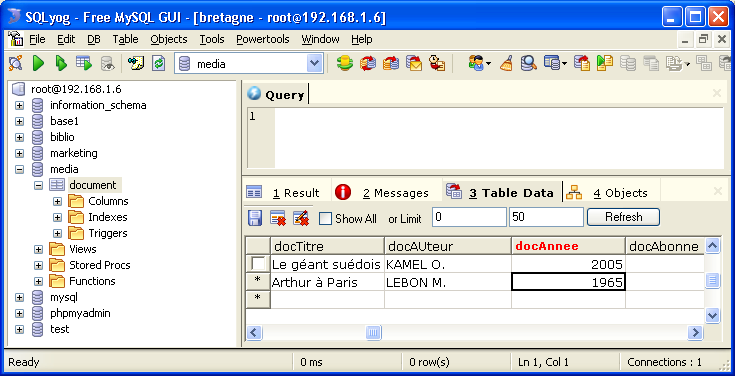 SQLyog - Free MySQL GUI - [bretagne - root@192.168.1.6]
File Edit DB Table Objects Tools Powertools Window Help
media
root@192.168.1.6
information_schema
base1
biblio
marketing
media
document
Columns
Indexes
Triggers
Views
Stored Procs
Functions
mysql
phpmyadmin
test
Query
1
1 Result 2 Messages 3 Table Data 4 Objects
Show All or Limit 0 50 Refresh
docTitre docAUteur docAnnee docAbonne
Le géant suédois KAMEL O. 2005
* Arthur à Paris LEBON M. 1965
*
Ready 0 ms 0 row(s) Ln 1, Col 1 Connections : 1